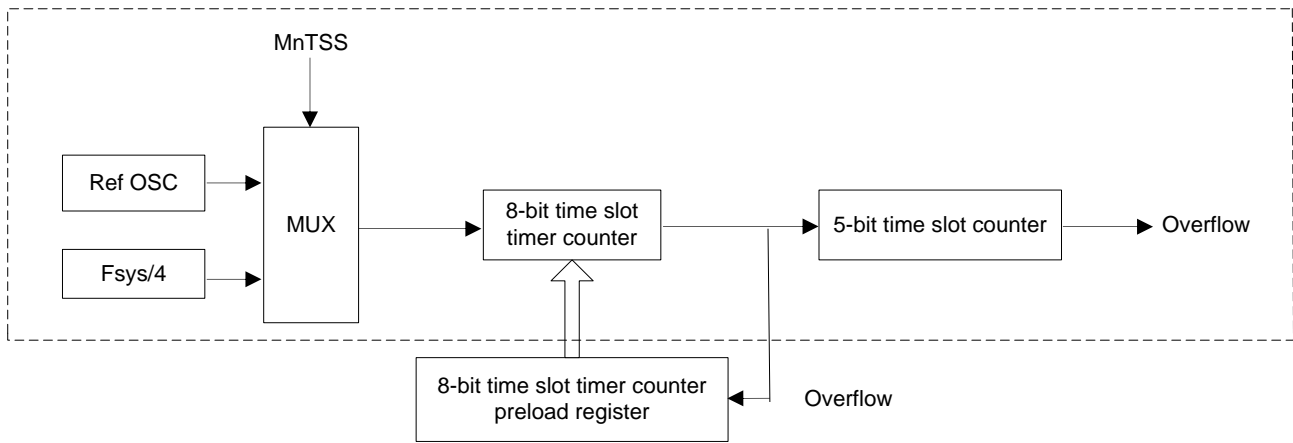 MnTSS
Ref OSC
Fsys/4
MUX
8-bit time slot
timer counter
5-bit time slot counter
Overflow
8-bit time slot timer counter
preload register
Overflow